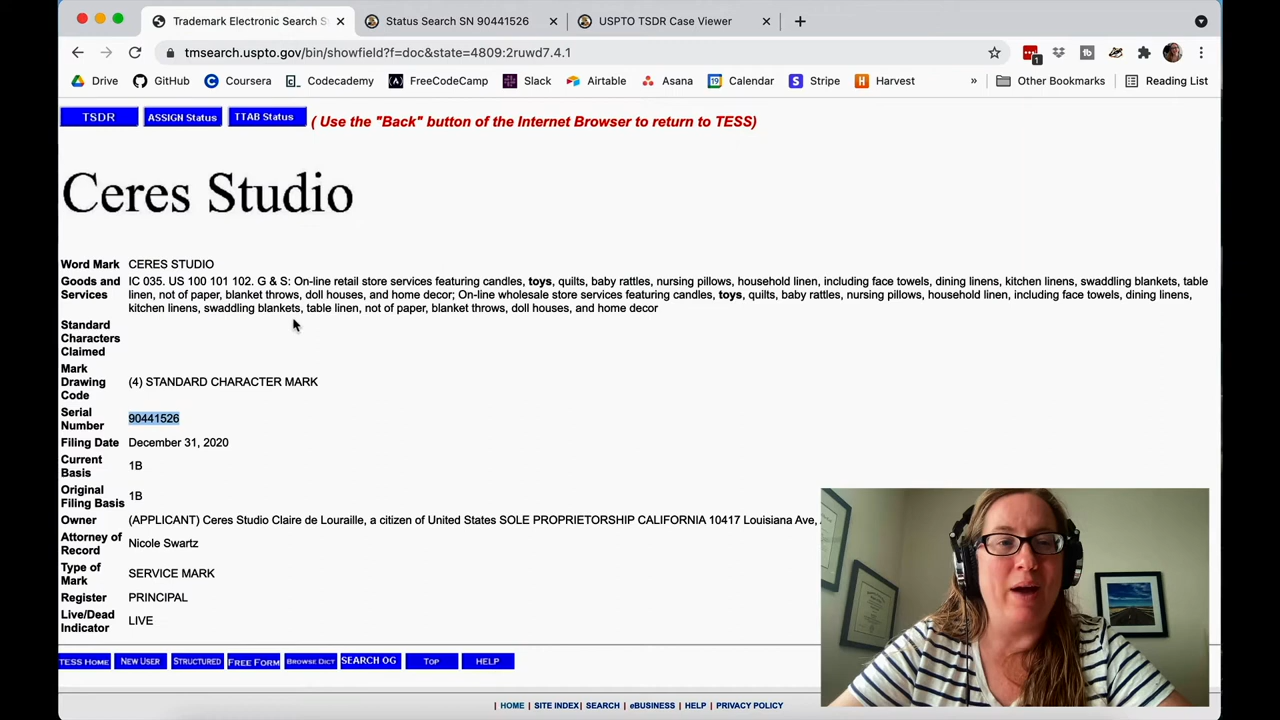 Trademark Electronic Search S
Status Search SN 90441526
USPTO TSDR Case Viewer
tmsearch.uspto.gov/bin/showfield?f=doc&state=4809:2ruwd7.4.1
Drive GitHub Coursera Codecademy FreeCodeCamp Slack Airtable Asana Calendar Stripe Harvest » Other Bookmarks Reading List
TSDR ASSIGN Status TTAB Status ( Use the "Back" button of the Internet Browser to return to TESS)
Ceres Studio
Word Mark CERES STUDIO
Goods and Services IC 035. US 100 101 102. G & S: On-line retail store services featuring candles, toys, quilts, baby rattles, nursing pillows, household linen, including face towels, dining linens, kitchen linens, swaddling blankets, table
linen, not of paper, blanket throws, doll houses, and home decor; On-line wholesale store services featuring candles, toys, quilts, baby rattles, nursing pillows, household linen, including face towels, dining linens,
kitchen linens, swaddling blankets, table linen, not of paper, blanket throws, doll houses, and home decor
Standard
Characters
Claimed
Mark
Drawing
Code
(4) STANDARD CHARACTER MARK
Serial
Number
90441526
Filing Date December 31, 2020
Current
Basis
1B
Original
Filing Basis
1B
Owner (APPLICANT) Ceres Studio Claire de Louraille, a citizen of United States SOLE PROPRIETORSHIP CALIFORNIA 10417 Louisiana Ave,
Attorney of
Record
Nicole Swartz
Type of
Mark
SERVICE MARK
Register PRINCIPAL
Live/Dead
Indicator
LIVE
TESS HOME NEW USER STRUCTURED FREE FORM BROWSE DICT SEARCH OG TOP HELP
| HOME | SITE INDEX | SEARCH | eBUSINESS | HELP | PRIVACY POLICY